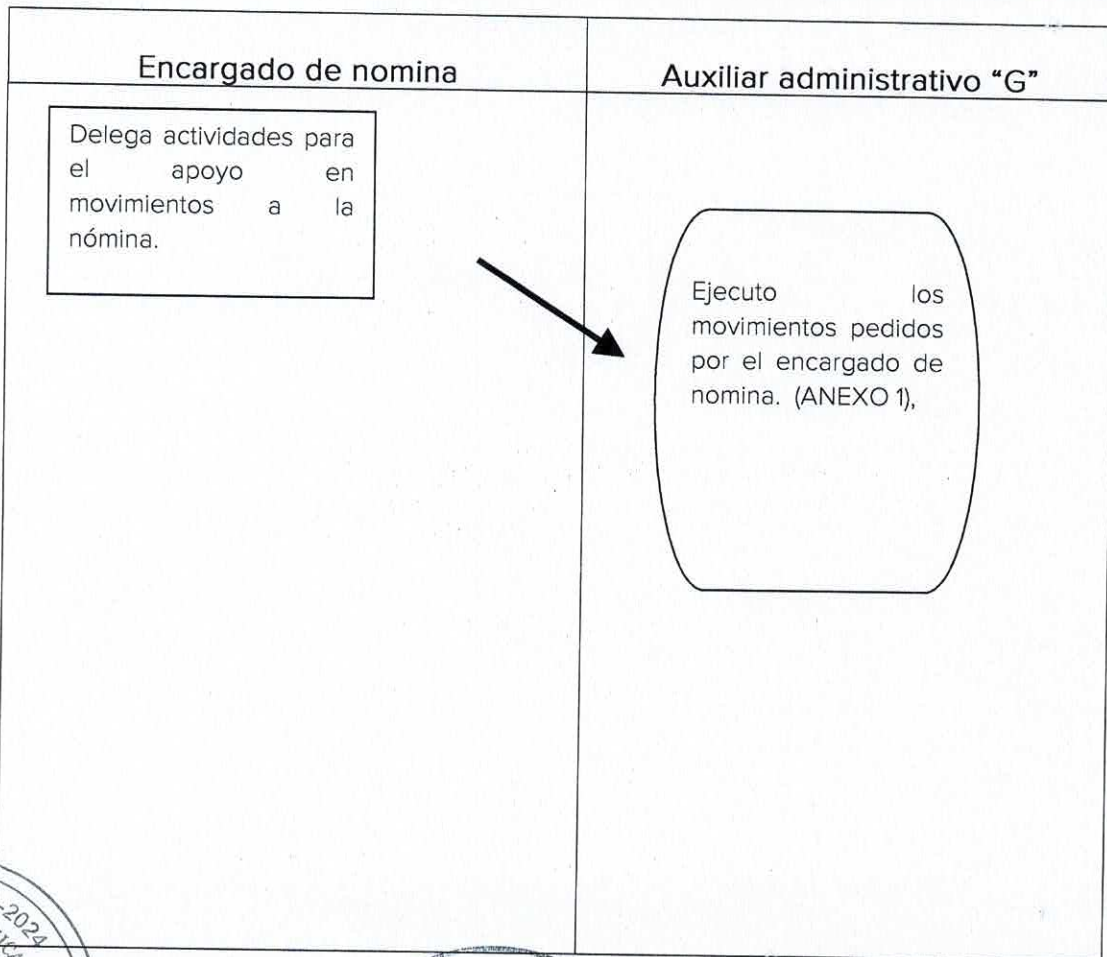 Encargado de nomina
Auxiliar administrativo “G”
Delega actividades para
el apoyo en
movimientos a la
nómina.
Ejecuto los
movimientos pedidos
por el encargado de
nomina. (ANEXO 1),
-2024